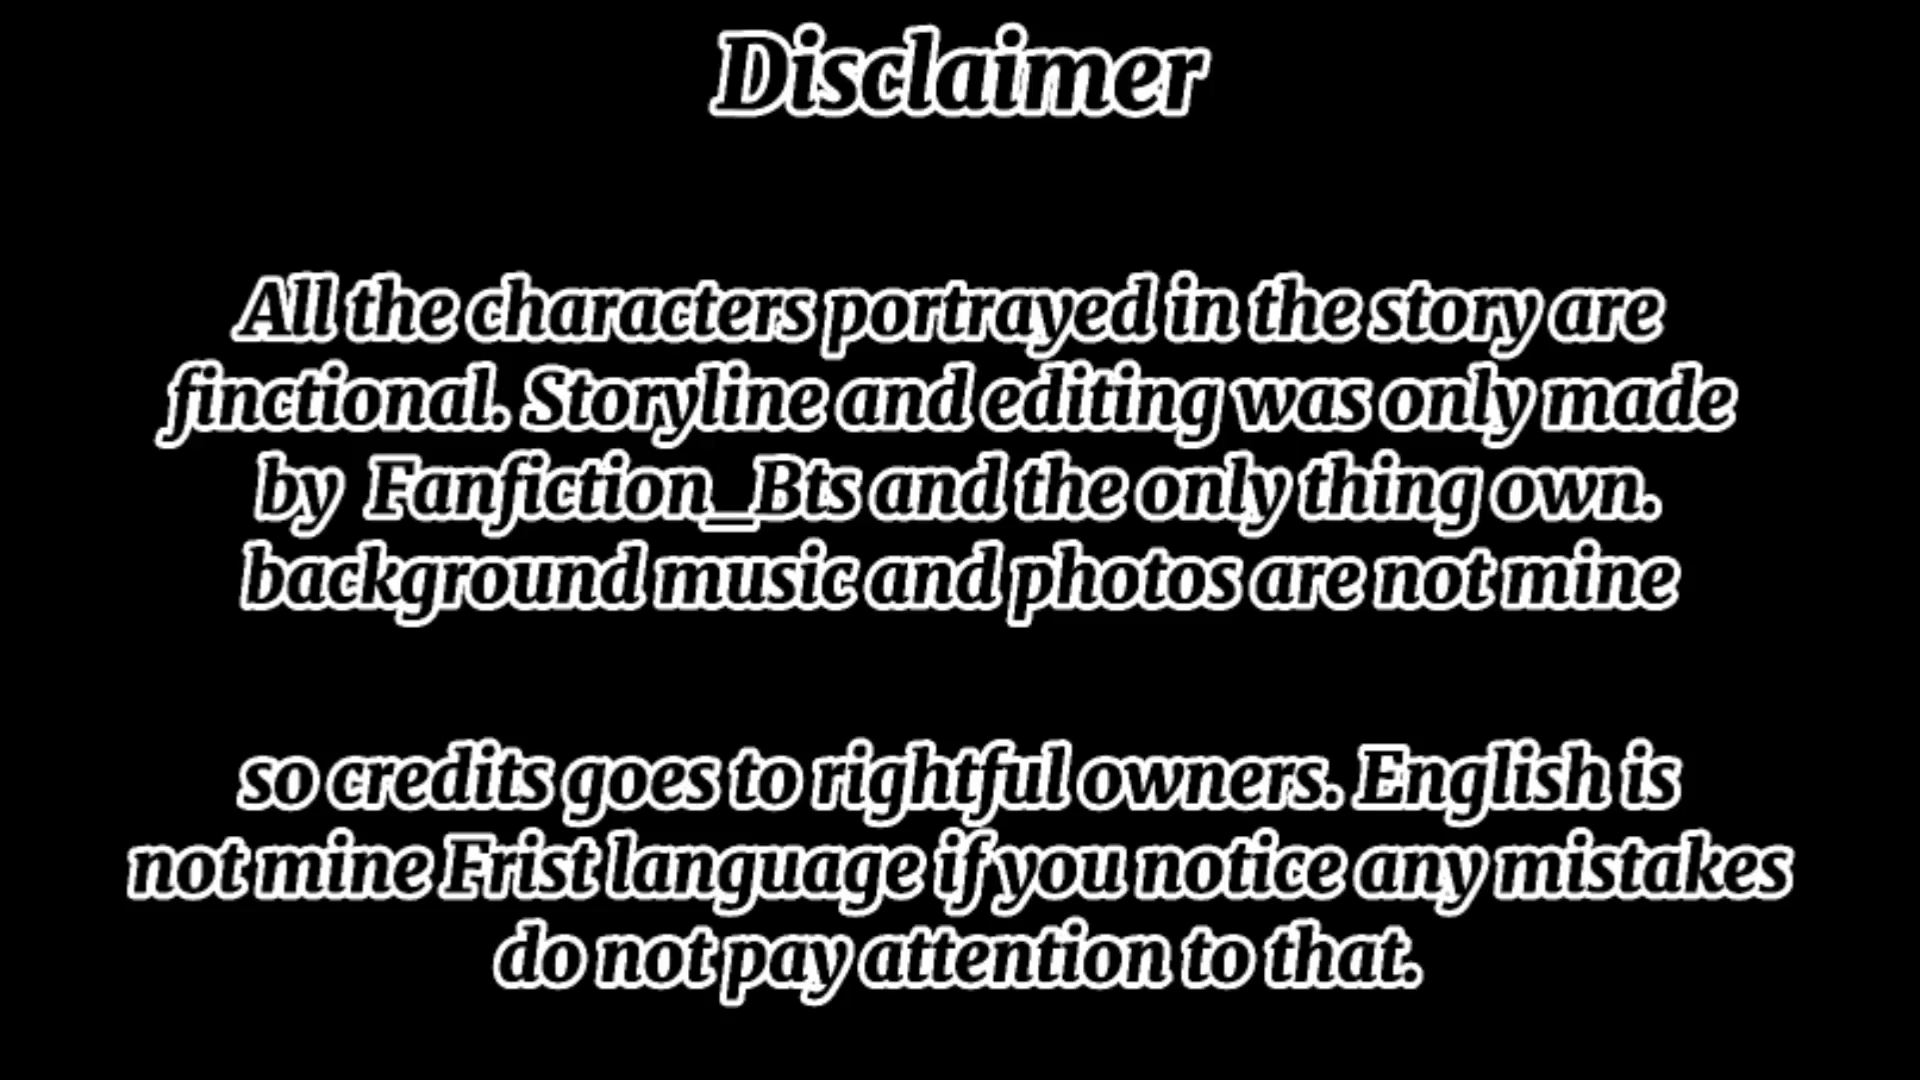 Disclaimer
All the characters portrayed in the story are
finctional. Storyline and editing was only made
by Fanfiction_Bts and the only thing own.
background music and photos are not mine
so credits goes to rightful owners. English is
not mine Frist language if you notice any mistakes
do not pay attention to that.